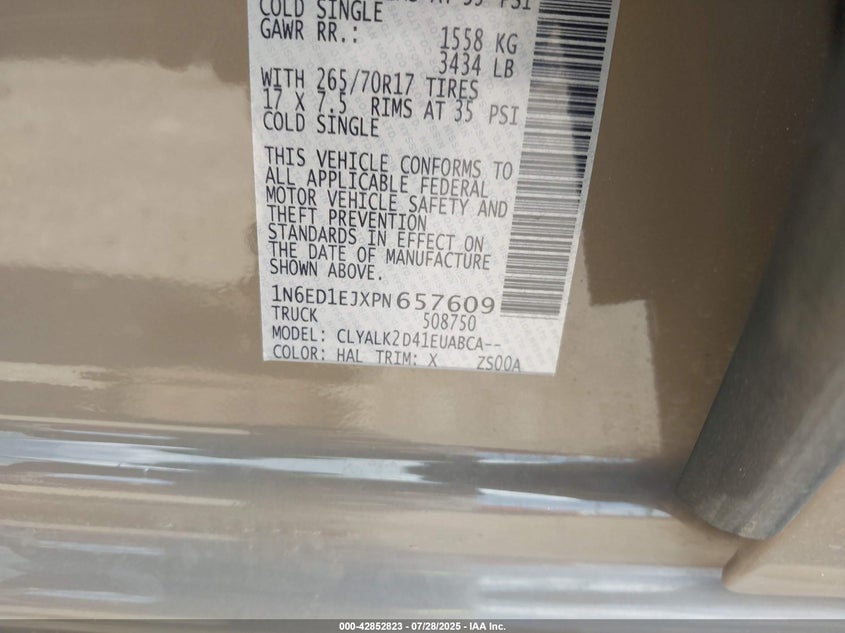 AT 35 PSI
COLD SINGLE
GAWR RR.: 1558 KG
3434 LB
WITH 265/70R17 TIRES
17 X 7.5 RIMS AT 35 PSI
COLD SINGLE
THIS VEHICLE CONFORMS TO
ALL APPLICABLE FEDERAL
MOTOR VEHICLE SAFETY AND
THEFT PREVENTION
STANDARDS IN EFFECT ON
THE DATE OF MANUFACTURE
SHOWN ABOVE.
1N6ED1EJXPN657609
TRUCK 508750
MODEL: CLYALK2D41EUABCA--
COLOR: HAL TRIM: X ZS00A
000-42852823 / 07/28/2025 - IAA Inc.